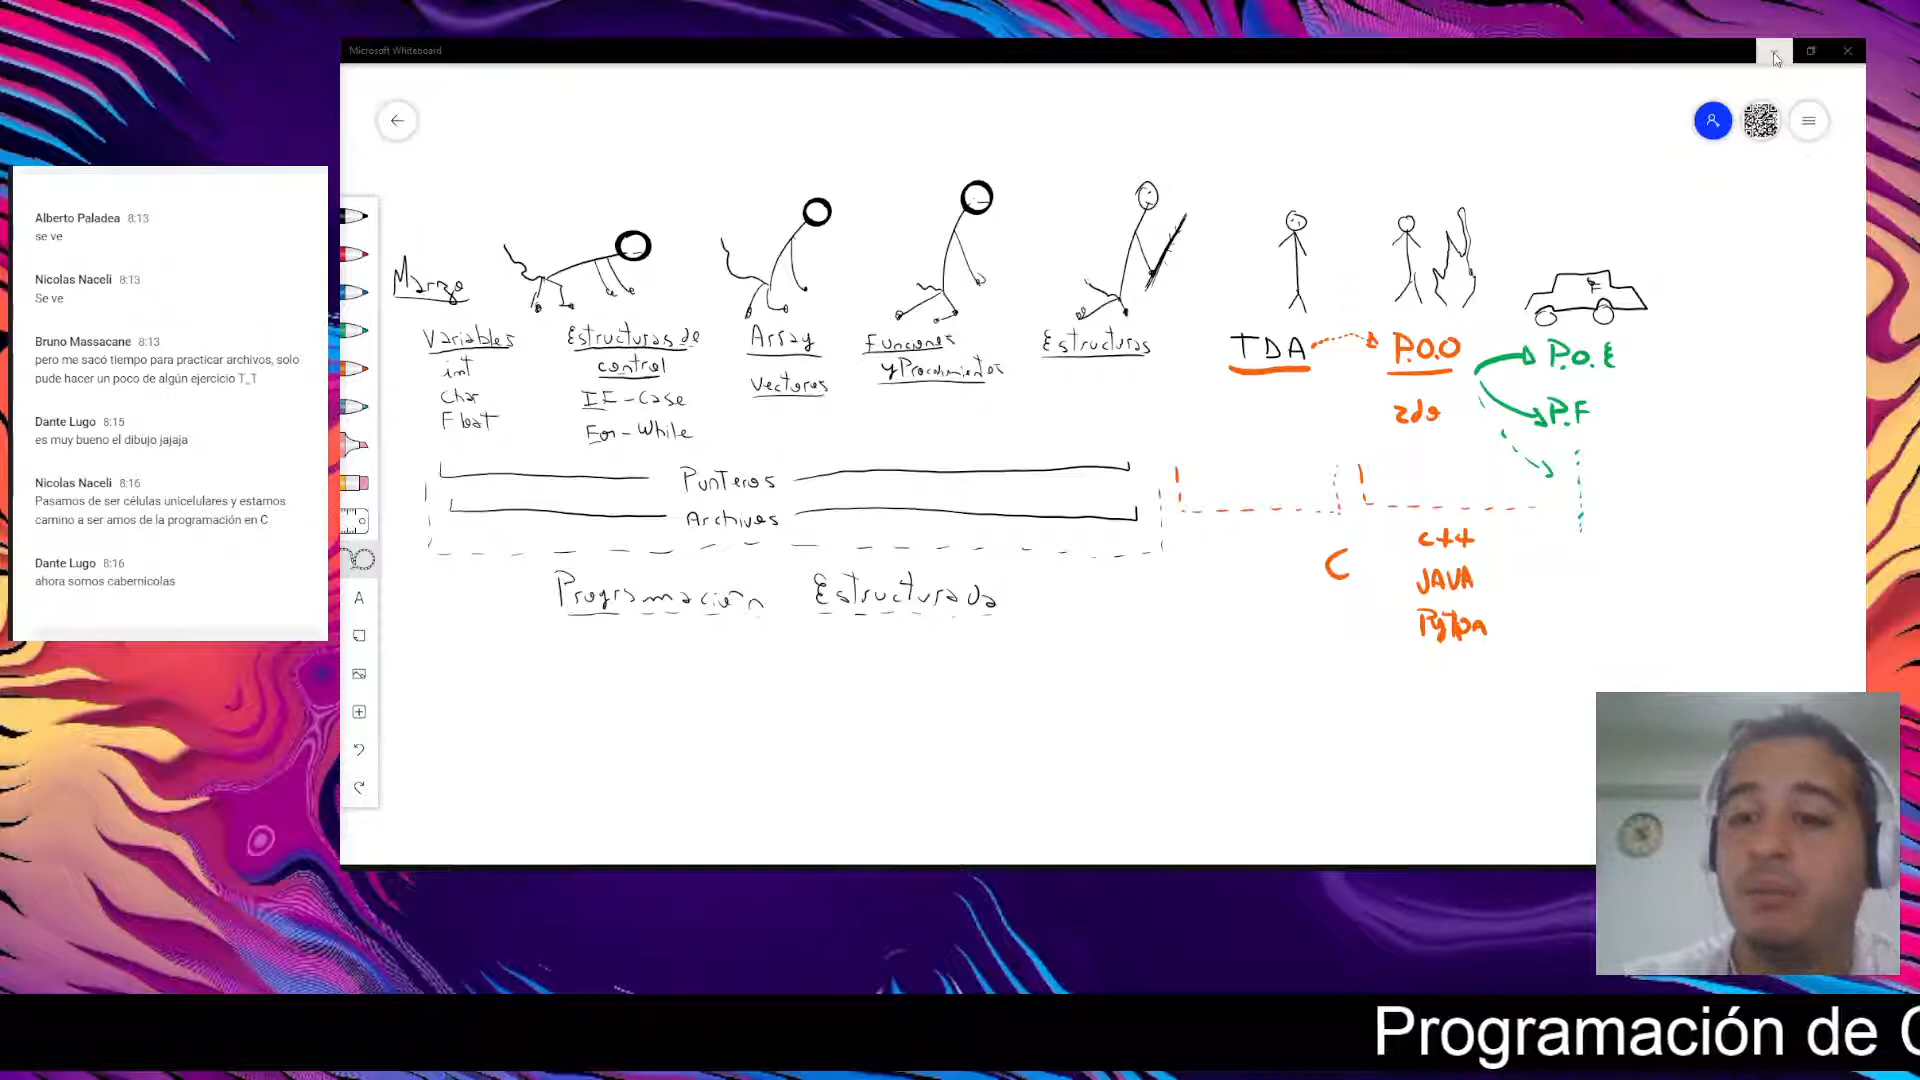 Microsoft Whiteboard
Alberto Paladea 8:13
se ve
Nicolas Naceli 8:13
Se ve
Bruno Massacane 8:13
pero me sacó tiempo para practicar archivos, solo
pude hacer un poco de algún ejercicio T_T
Dante Lugo 8:15
es muy bueno el dibujo jajaja
Nicolas Naceli 8:16
Pasamos de ser células unicelulares y estamos
camino a ser amos de la programación en C
Dante Lugo 8:16
ahora somos cabernicolas
Marzo
Variables
int
Char
Float
Estructuras de
control
IF - Case
For - While
Array
Vectores
Funciones
y Procedimientos
Estructuras
TDA
P.O.O
2do
P.O.E
P.F
Punteros
Archivos
Programación Estructurada
C
C++
JAVA
A
Programación de